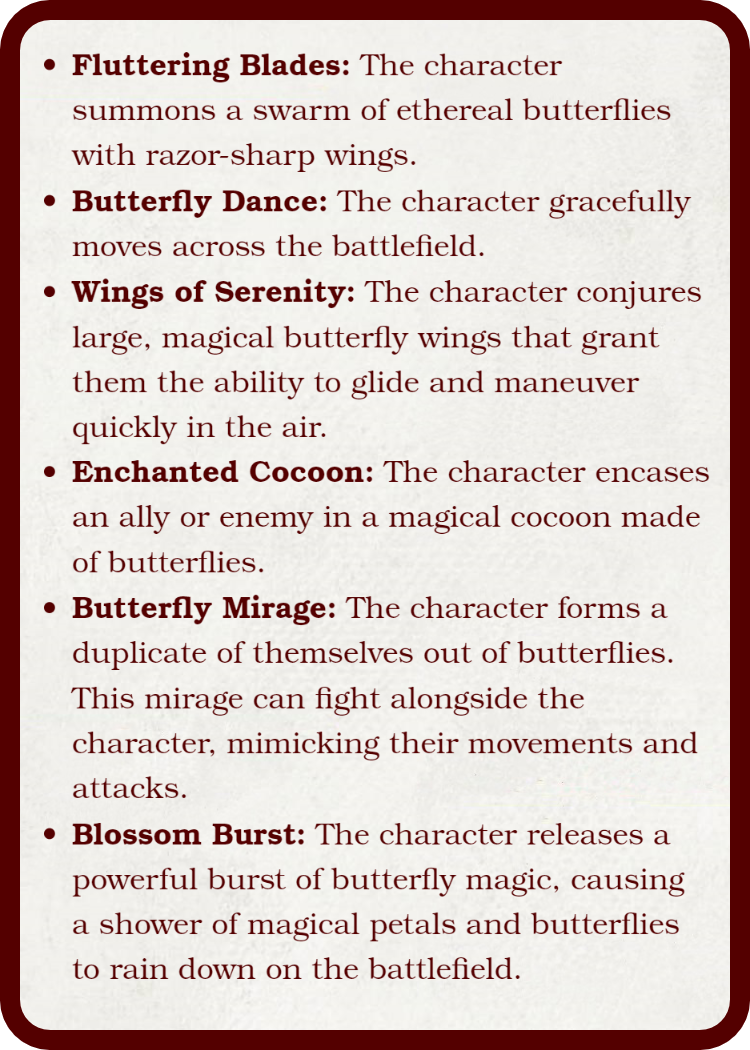 • Fluttering Blades: The character
summons a swarm of ethereal butterflies
with razor-sharp wings.
• Butterfly Dance: The character gracefully
moves across the battlefield.
• Wings of Serenity: The character conjures
large, magical butterfly wings that grant
them the ability to glide and maneuver
quickly in the air.
• Enchanted Cocoon: The character encases
an ally or enemy in a magical cocoon made
of butterflies.
• Butterfly Mirage: The character forms a
duplicate of themselves out of butterflies.
This mirage can fight alongside the
character, mimicking their movements and
attacks.
• Blossom Burst: The character releases a
powerful burst of butterfly magic, causing
a shower of magical petals and butterflies
to rain down on the battlefield.